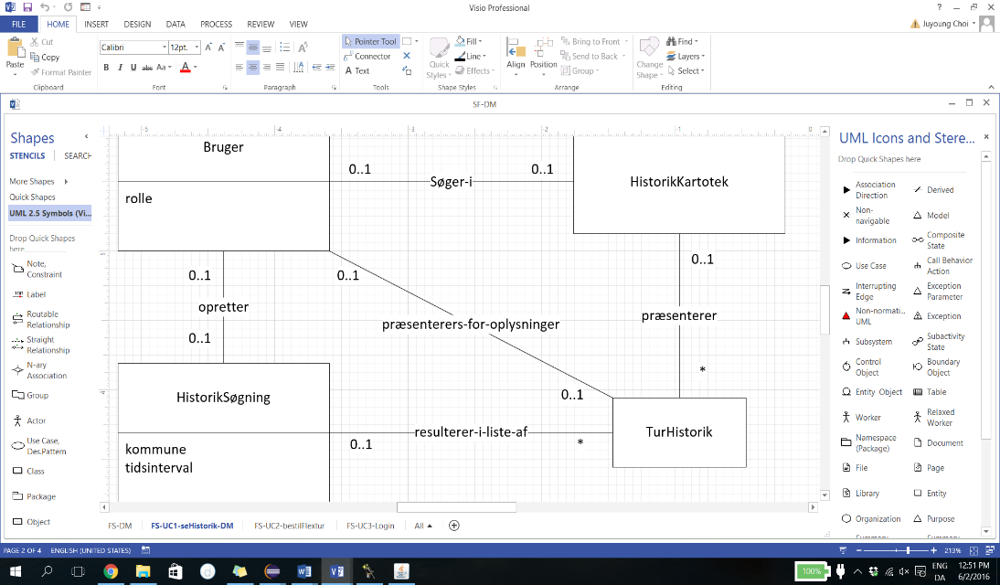 Visio Professional
Juyoung Choi
FILE HOME INSERT DESIGN DATA PROCESS REVIEW VIEW
Paste
Cut
Copy
Format Painter
Clipboard
Calibri 12pt.
B I U abc Aa A
Font
Paragraph
Pointer Tool
Connector
A Text
Tools
Quick Styles
Fill
Line
Effects
Shape Styles
Align
Position
Bring to Front
Send to Back
Group
Arrange
Change Shape
Find
Layers
Select
Editing
SF-DM
Shapes
STENCILS SEARCH
More Shapes
Quick Shapes
UML 2.5 Symbols (Vi...
Drop Quick Shapes
here
Note,
Constraint
Label
Routable
Relationship
Straight
Relationship
N-ary
Association
Group
Actor
Use Case,
Des.Pattern
Class
Package
Object
-5 -4 -3 -2 -1 0
Bruger
rolle
0..1
Søger-i
0..1
HistorikKartotek
0..1
opretter
0..1
0..1
præsenterers-for-oplysninger
0..1
0..1
præsenterer
*
HistorikSøgning
kommune
tidsinterval
0..1
resulterer-i-liste-af
*
TurHistorik
UML Icons and Stere...
Drop Quick Shapes here
Association
Direction
Derived
Non-
navigable
Model
Information
Composite
State
Use Case
Call Behavior
Action
Interrupting
Edge
Exception
Parameter
Non-normati...
UML
Exception
Subsystem
Subactivity
State
Control
Object
Boundary
Object
Entity Object
Table
Worker
Relaxed
Worker
Namespace
(Package)
Document
File
Page
Library
Entity
Organization
Purpose
FS-DM FS-UC1-seHistorik-DM FS-UC2-bestilFlextur FS-UC3-Login All
PAGE 2 OF 4 ENGLISH (UNITED STATES)
213%
100%
ENG
DA
12:51 PM
6/2/2016